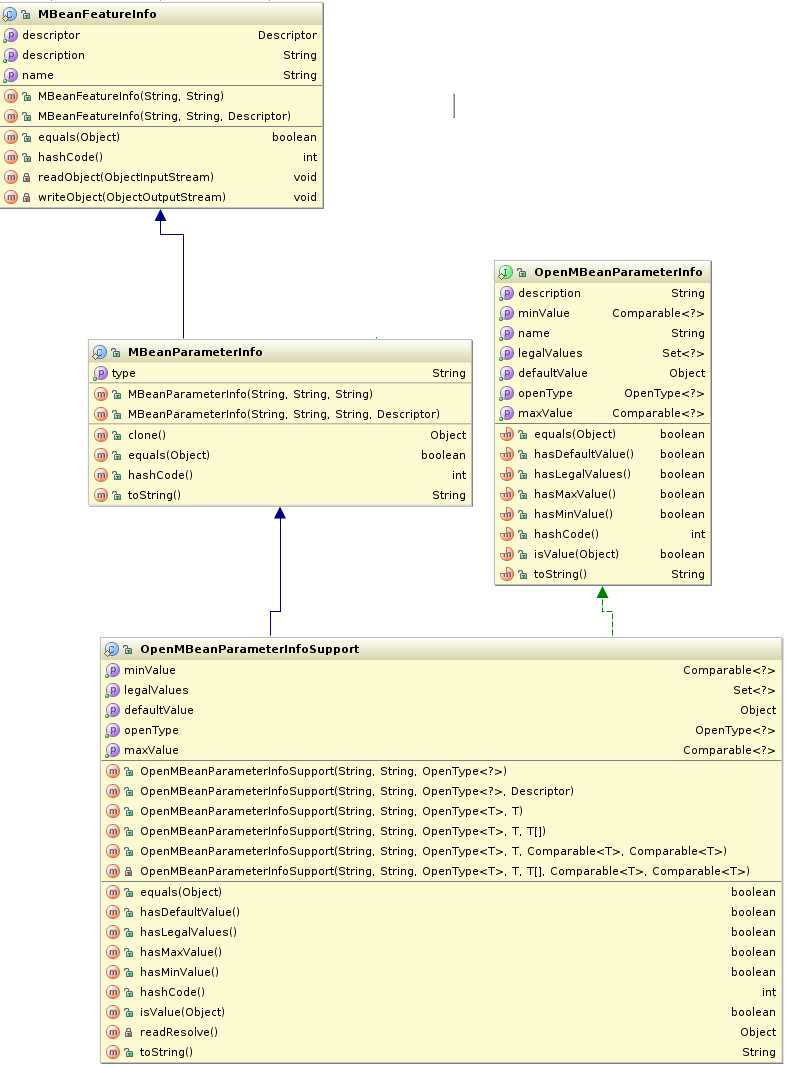 MBeanFeatureInfo
descriptor Descriptor
description String
name String
MBeanFeatureInfo(String, String)
MBeanFeatureInfo(String, String, Descriptor)
equals(Object) boolean
hashCode() int
readObject(ObjectInputStream) void
writeObject(ObjectOutputStream) void
OpenMBeanParameterInfo
description String
minValue Comparable<?>
name String
legalValues Set<?>
defaultValue Object
openType OpenType<?>
maxValue Comparable<?>
equals(Object) boolean
hasDefaultValue() boolean
hasLegalValues() boolean
hasMaxValue() boolean
hasMinValue() boolean
hashCode() int
isValue(Object) boolean
toString() String
MBeanParameterInfo
type String
MBeanParameterInfo(String, String, String)
MBeanParameterInfo(String, String, String, Descriptor)
clone() Object
equals(Object) boolean
hashCode() int
toString() String
OpenMBeanParameterInfoSupport
minValue Comparable<?>
legalValues Set<?>
defaultValue Object
openType OpenType<?>
maxValue Comparable<?>
OpenMBeanParameterInfoSupport(String, String, OpenType<?>)
OpenMBeanParameterInfoSupport(String, String, OpenType<?>, Descriptor)
OpenMBeanParameterInfoSupport(String, String, OpenType<T>, T)
OpenMBeanParameterInfoSupport(String, String, OpenType<T>, T, T[])
OpenMBeanParameterInfoSupport(String, String, OpenType<T>, T, Comparable<T>, Comparable<T>)
OpenMBeanParameterInfoSupport(String, String, OpenType<T>, T, T[], Comparable<T>, Comparable<T>)
equals(Object) boolean
hasDefaultValue() boolean
hasLegalValues() boolean
hasMaxValue() boolean
hasMinValue() boolean
hashCode() int
isValue(Object) boolean
readResolve() Object
toString() String